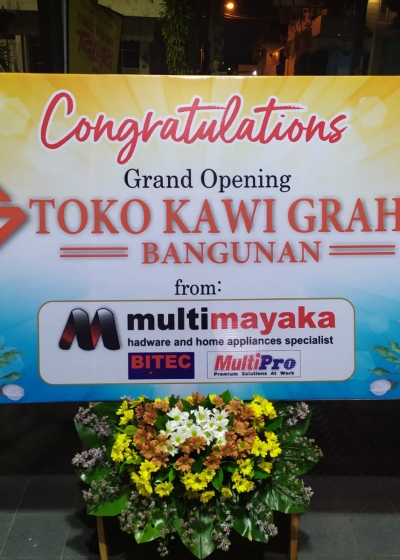 Congratulations
Grand Opening
TOKO KAWI GRAH
BANGUNAN
from:
multimayaka
hadware and home appliances specialist
BITEC MultiPro
Premium Solutions At Work